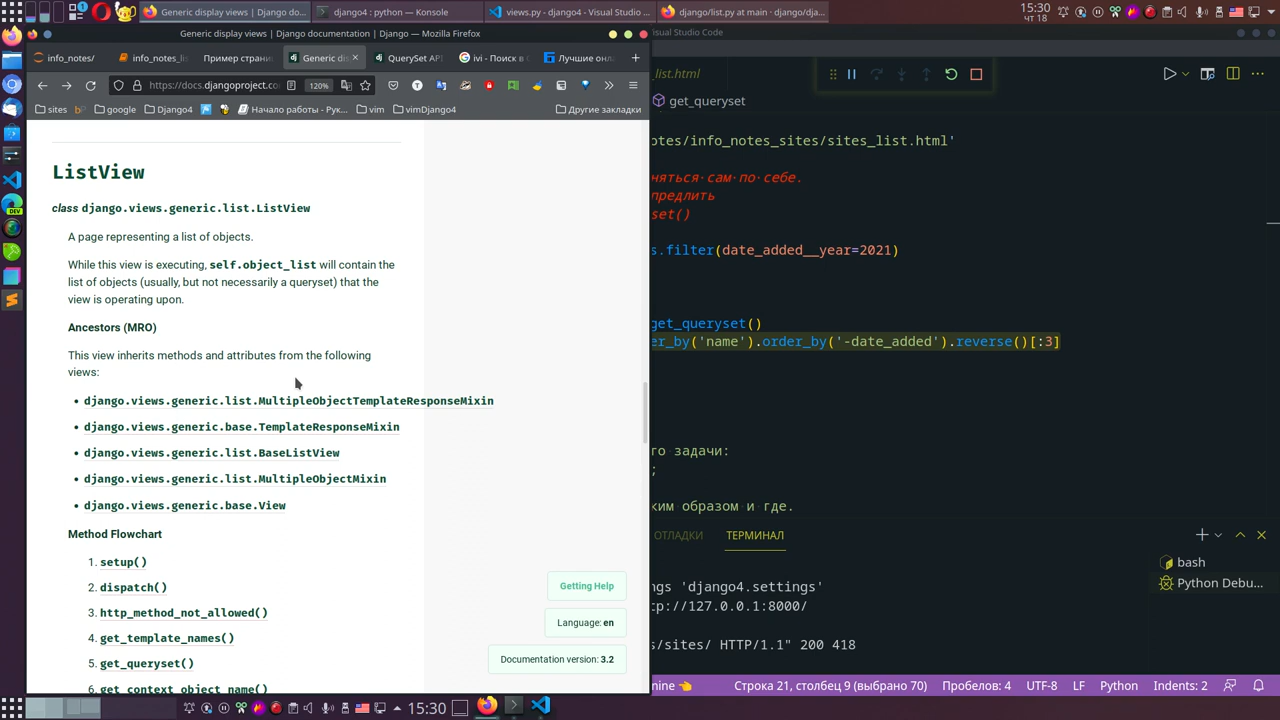 Generic display views | Django do...
django4 : python — Konsole
views.py - django4 - Visual Studio ...
django/list.py at main · django/dja...
15:30
чт 18
Generic display views | Django documentation | Django — Mozilla Firefox
isual Studio Code
info_notes/
info_notes_lis
Пример страни
Generic dis
QuerySet API
ivi - Поиск в G
Лучшие онла
_list.html
https://docs.djangoproject.co
120%
get_queryset
sites
google
Django4
Начало работы - Рук...
vim
vimDjango4
Другие закладки
otes/info_notes_sites/sites_list.html'
ListView
няться·сам·по·себе.
предлить
set()
class django.views.generic.list.ListView
A page representing a list of objects.
s.filter(date_added__year=2021)
While this view is executing, self.object_list will contain the
list of objects (usually, but not necessarily a queryset) that the
view is operating upon.
get_queryset()
Ancestors (MRO)
er_by('name').order_by('-date_added').reverse()[:3]
This view inherits methods and attributes from the following
views:
• django.views.generic.list.MultipleObjectTemplateResponseMixin
• django.views.generic.base.TemplateResponseMixin
• django.views.generic.list.BaseListView
го задачи:
;
• django.views.generic.list.MultipleObjectMixin
• django.views.generic.base.View
ким образом и где.
Method Flowchart
ОТЛАДКИ
ТЕРМИНАЛ
1. setup()
bash
2. dispatch()
Python Debu...
ngs 'django4.settings'
Getting Help
3. http_method_not_allowed()
tp://127.0.0.1:8000/
Language: en
4. get_template_names()
s/sites/ HTTP/1.1" 200 418
5. get_queryset()
Documentation version: 3.2
6. get_context_object_name()
nine
Строка 21, столбец 9 (выбрано 70)
Пробелов: 4
UTF-8
LF
Python
Indents: 2
15:30